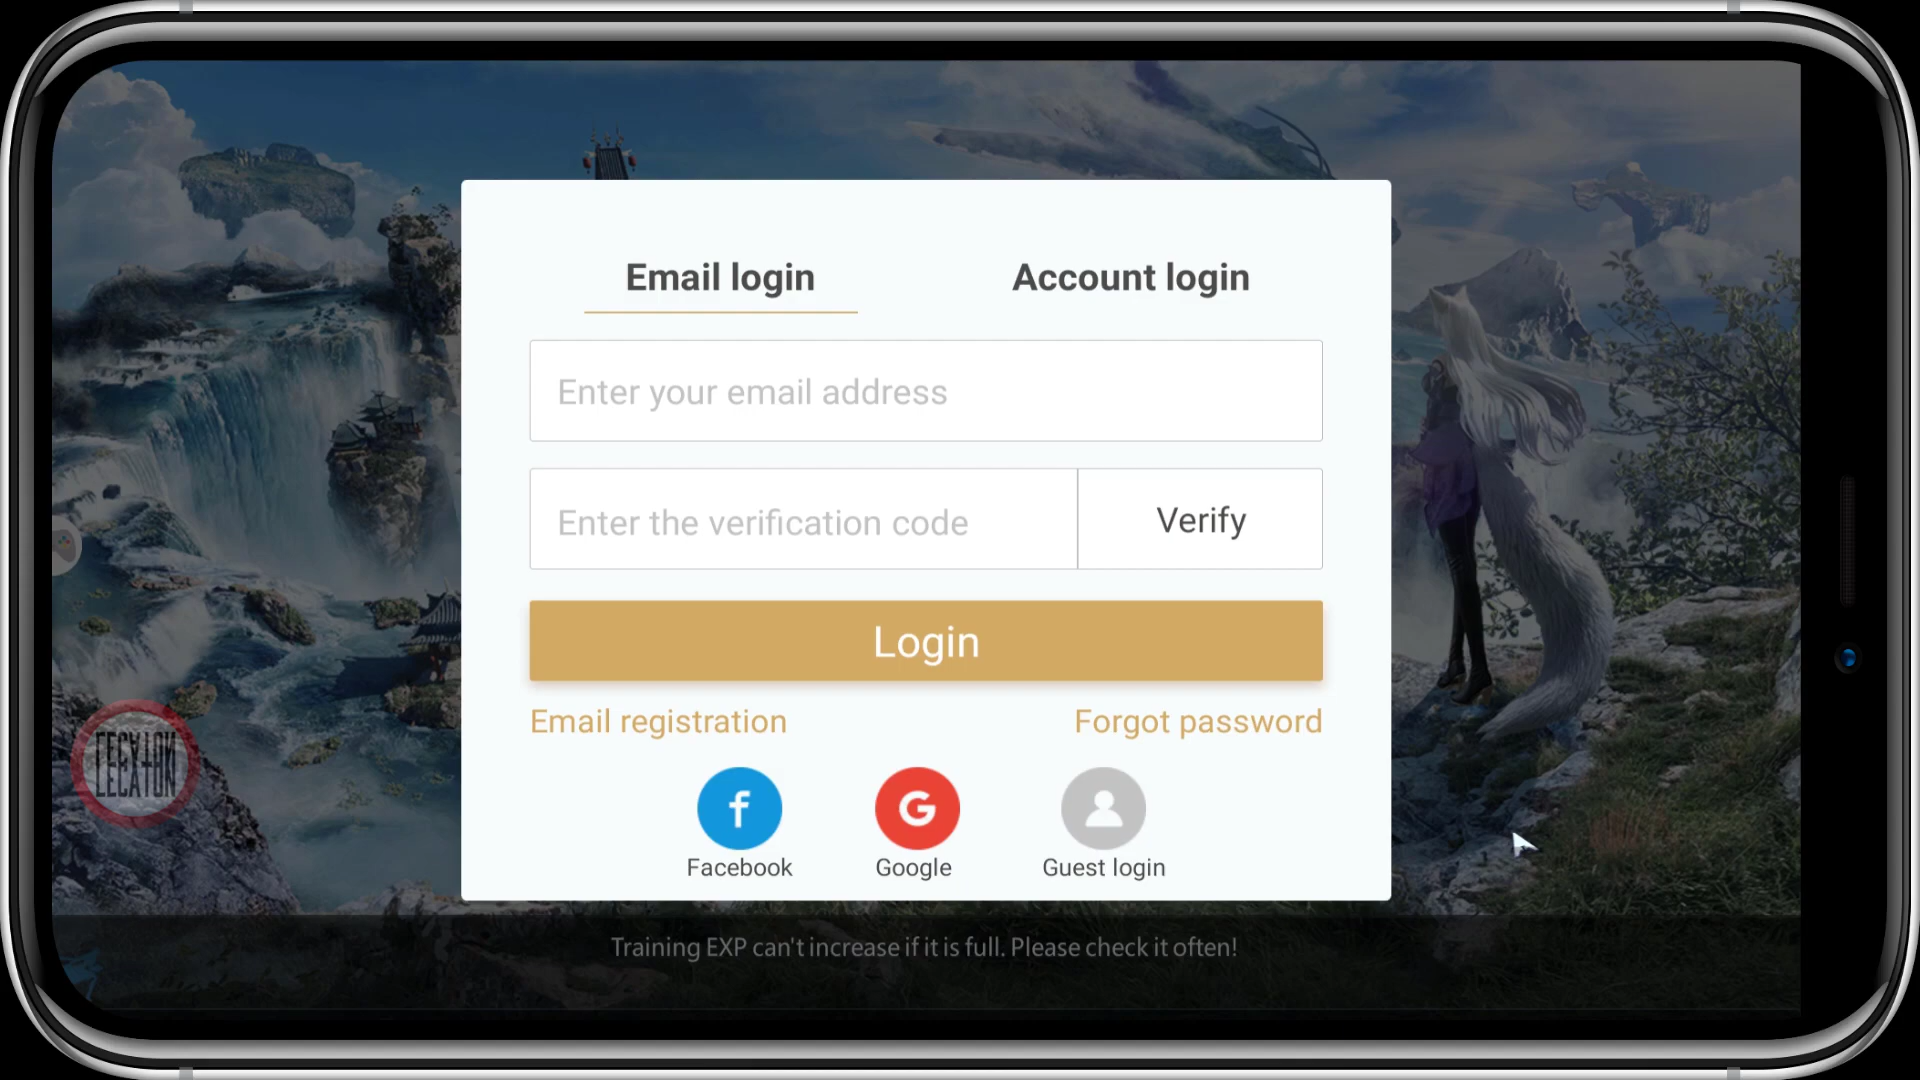 Email login
Account login
Enter your email address
Enter the verification code
Verify
Login
Email registration
Forgot password
f
G
Facebook
Google
Guest login
Training EXP can't increase if it is full. Please check it often!